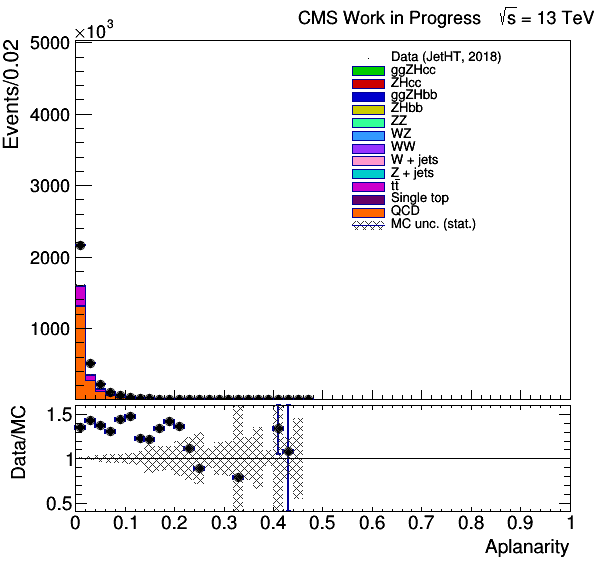 CMS Work in Progress √s = 13 TeV
×10³
Events/0.02
5000
4000
3000
2000
1000
Data (JetHT, 2018)
ggZHcc
ZHcc
ggZHbb
ZHbb
ZZ
WZ
WW
W + jets
Z + jets
tt̄
Single top
QCD
MC unc. (stat.)
Data/MC
1.5
1
0.5
0 0.1 0.2 0.3 0.4 0.5 0.6 0.7 0.8 0.9 1
Aplanarity